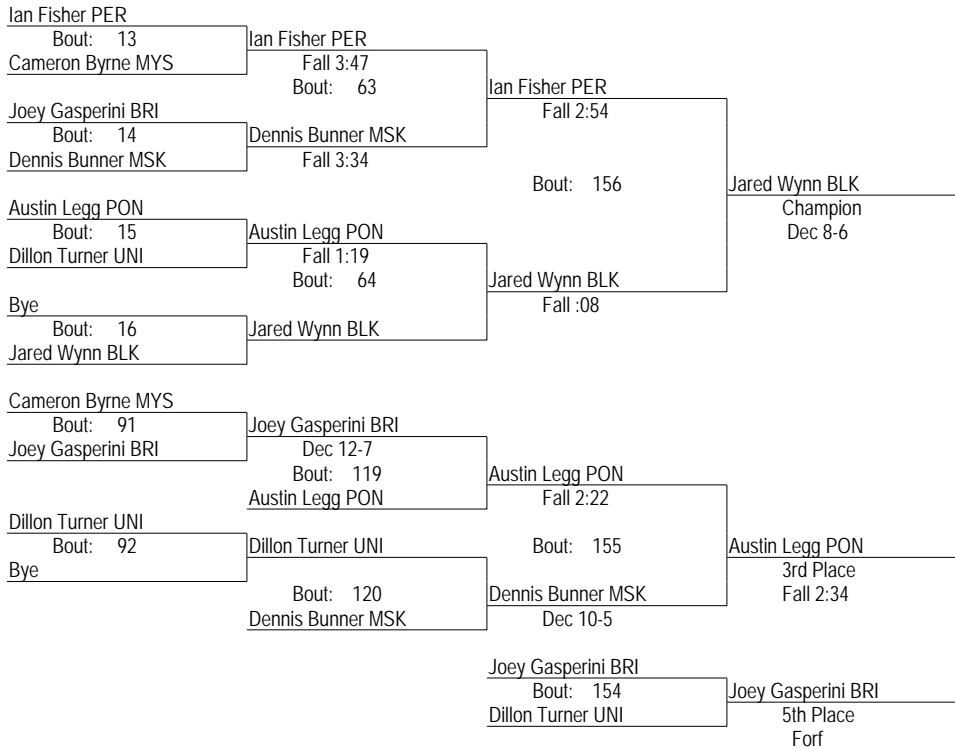 Ian Fisher PER
Bout: 13
Cameron Byrne MYS
Ian Fisher PER
Fall 3:47
Bout: 63
Joey Gasperini BRI
Bout: 14
Dennis Bunner MSK
Dennis Bunner MSK
Fall 3:34
Ian Fisher PER
Fall 2:54
Bout: 156
Austin Legg PON
Bout: 15
Dillon Turner UNI
Austin Legg PON
Fall 1:19
Bout: 64
Bye
Bout: 16
Jared Wynn BLK
Jared Wynn BLK
Jared Wynn BLK
Fall :08
Jared Wynn BLK
Champion
Dec 8-6
Cameron Byrne MYS
Bout: 91
Joey Gasperini BRI
Joey Gasperini BRI
Dec 12-7
Bout: 119
Austin Legg PON
Austin Legg PON
Fall 2:22
Bout: 155
Dillon Turner UNI
Bout: 92
Bye
Dillon Turner UNI
Bout: 120
Dennis Bunner MSK
Dennis Bunner MSK
Dec 10-5
Austin Legg PON
3rd Place
Fall 2:34
Joey Gasperini BRI
Bout: 154
Dillon Turner UNI
Joey Gasperini BRI
5th Place
Forf